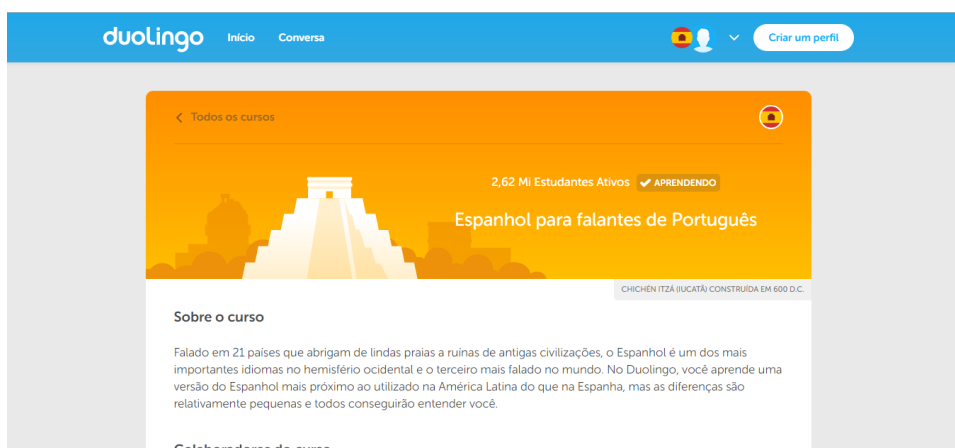 duolingo Início Conversa Criar um perfil
Todos os cursos
2,62 Mi Estudantes Ativos APRENDENDO
Espanhol para falantes de Português
CHICHÉN ITZÁ (IUCATÃ) CONSTRUÍDA EM 600 D.C.
Sobre o curso
Falado em 21 países que abrigam de lindas praias a ruínas de antigas civilizações, o Espanhol é um dos mais
importantes idiomas no hemisfério ocidental e o terceiro mais falado no mundo. No Duolingo, você aprende uma
versão do Espanhol mais próximo ao utilizado na América Latina do que na Espanha, mas as diferenças são
relativamente pequenas e todos conseguirão entender você.
Colaboradores do curso